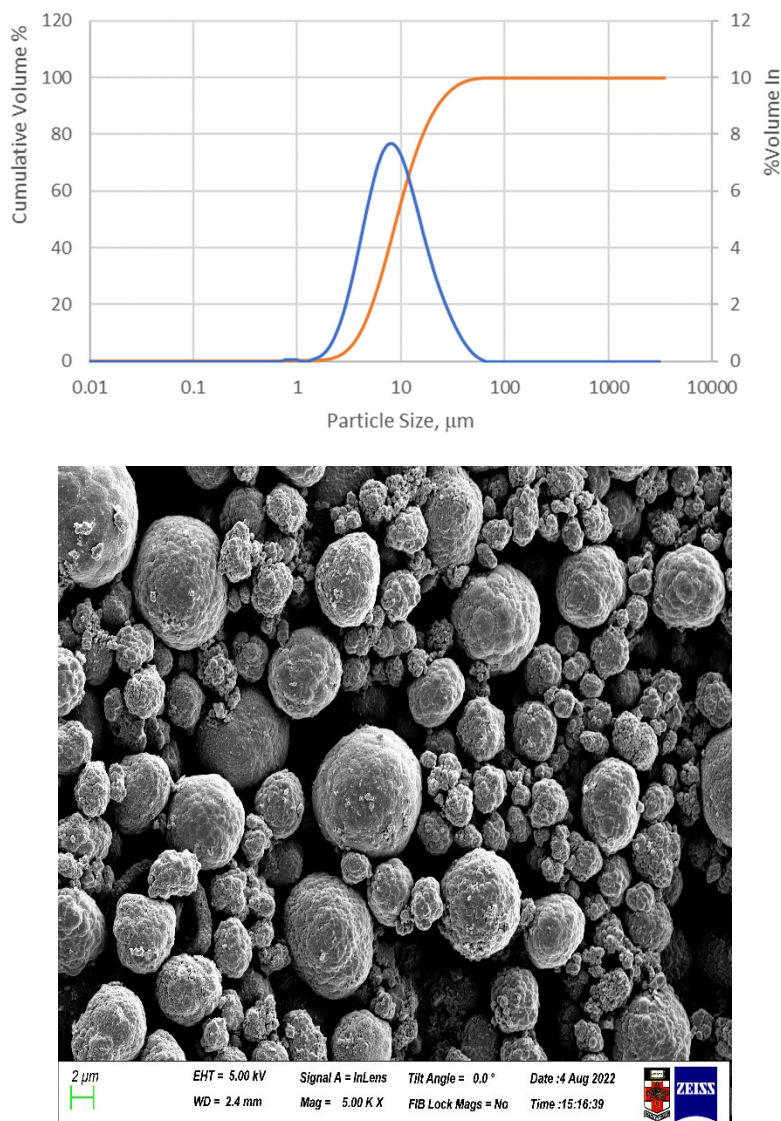 120
100
80
60
40
20
0
Cumulative Volume %
12
10
8
6
4
2
0
%Volume In
0.01 0.1 1 10 100 1000 10000
Particle Size, μm
2 μm
EHT = 5.00 kV Signal A = InLens Tilt Angle = 0.0 ° Date :4 Aug 2022
WD = 2.4 mm Mag = 5.00 K X FIB Lock Mags = No Time :15:16:39
ZEISS